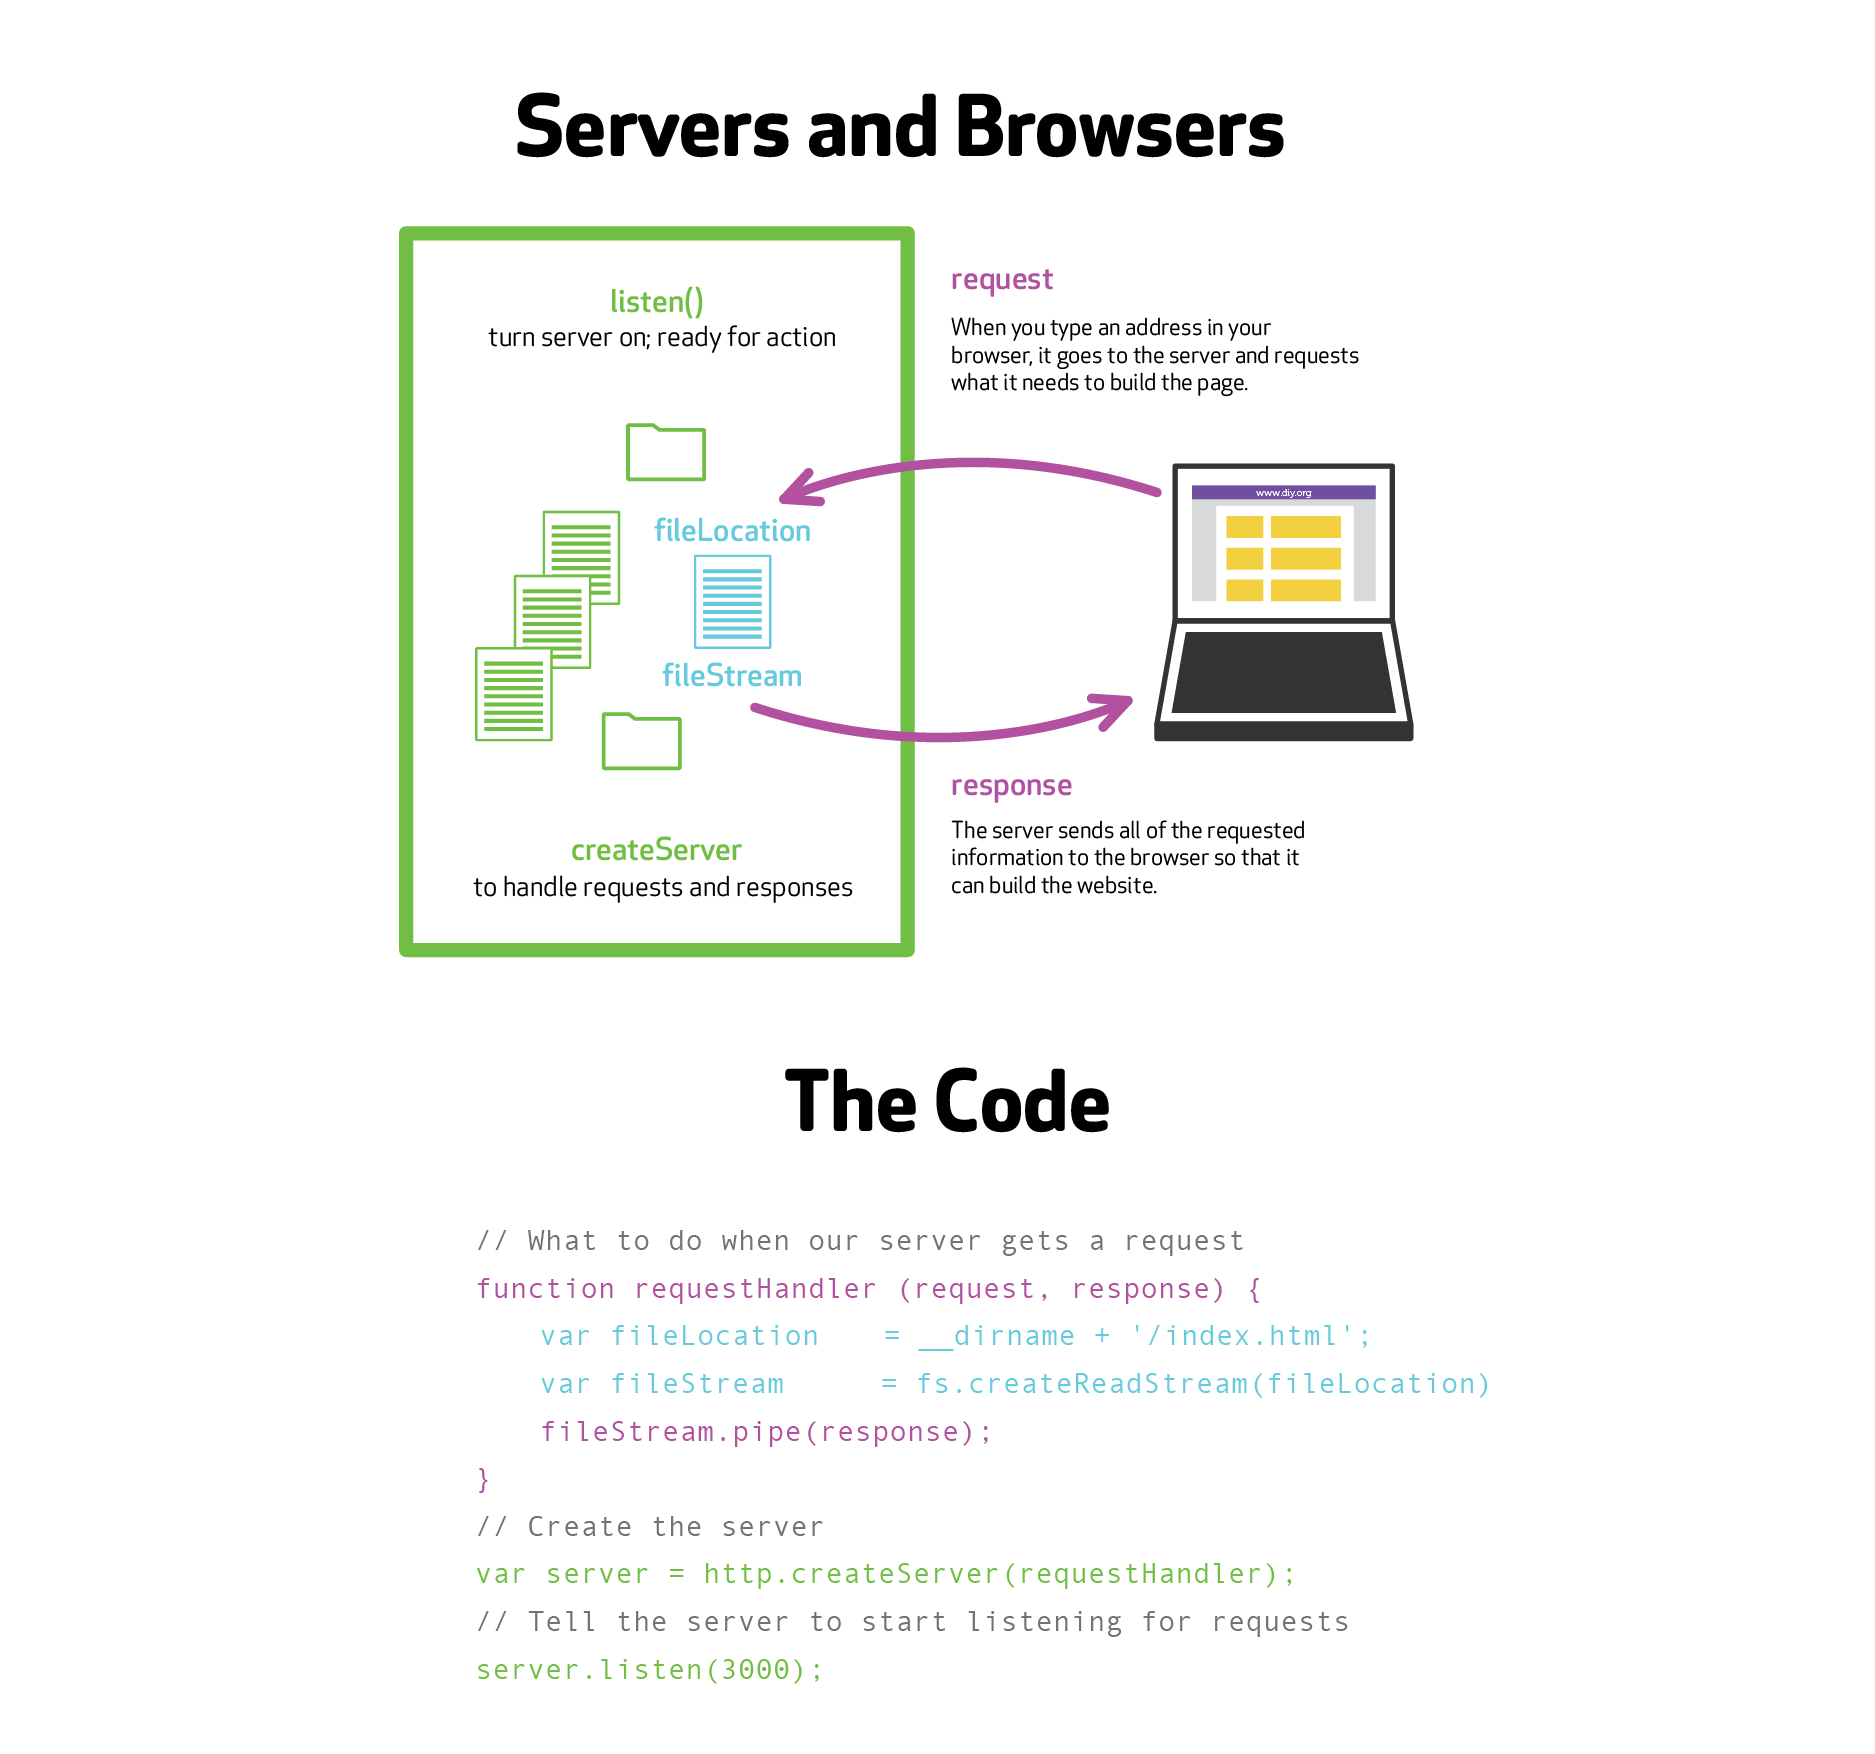 Servers and Browsers
listen()
turn server on; ready for action
request
When you type an address in your
browser, it goes to the server and requests
what it needs to build the page.
www.diy.org
fileLocation
fileStream
response
The server sends all of the requested
information to the browser so that it
can build the website.
createServer
to handle requests and responses
The Code
// What to do when our server gets a request
function requestHandler (request, response) {
var fileLocation = __dirname + '/index.html';
var fileStream = fs.createReadStream(fileLocation)
fileStream.pipe(response);
}
// Create the server
var server = http.createServer(requestHandler);
// Tell the server to start listening for requests
server.listen(3000);